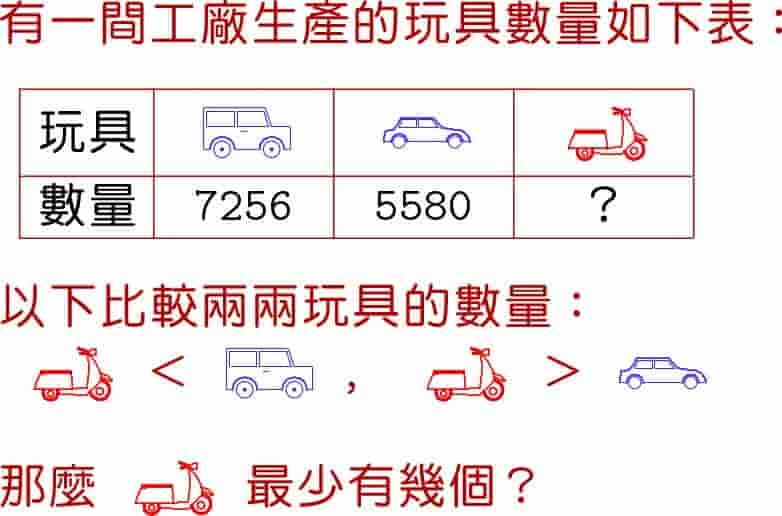 有一間工廠生產的玩具數量如下表：
玩具
數量 7256 5580 ？
以下比較兩兩玩具的數量：
< , >
那麼 最少有幾個？